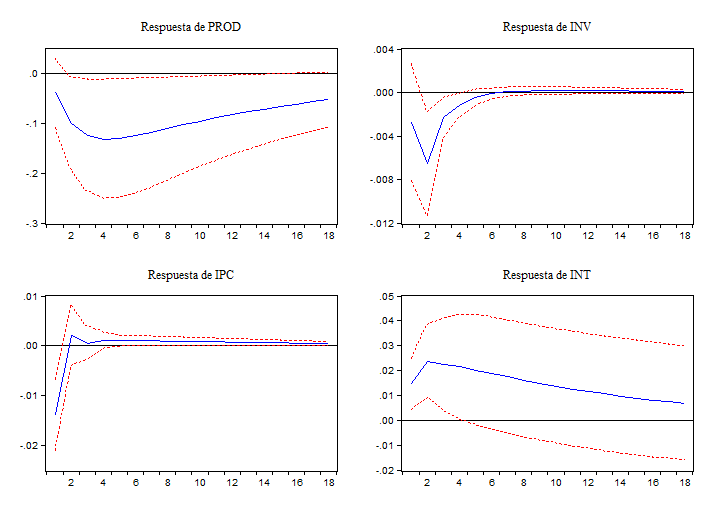 Respuesta de PROD
.0
-.1
-.2
-.3
2 4 6 8 10 12 14 16 18
Respuesta de INV
.004
.000
-.004
-.008
-.012
2 4 6 8 10 12 14 16 18
Respuesta de IPC
.01
.00
-.01
-.02
2 4 6 8 10 12 14 16 18
Respuesta de INT
.05
.04
.03
.02
.01
.00
-.01
-.02
2 4 6 8 10 12 14 16 18